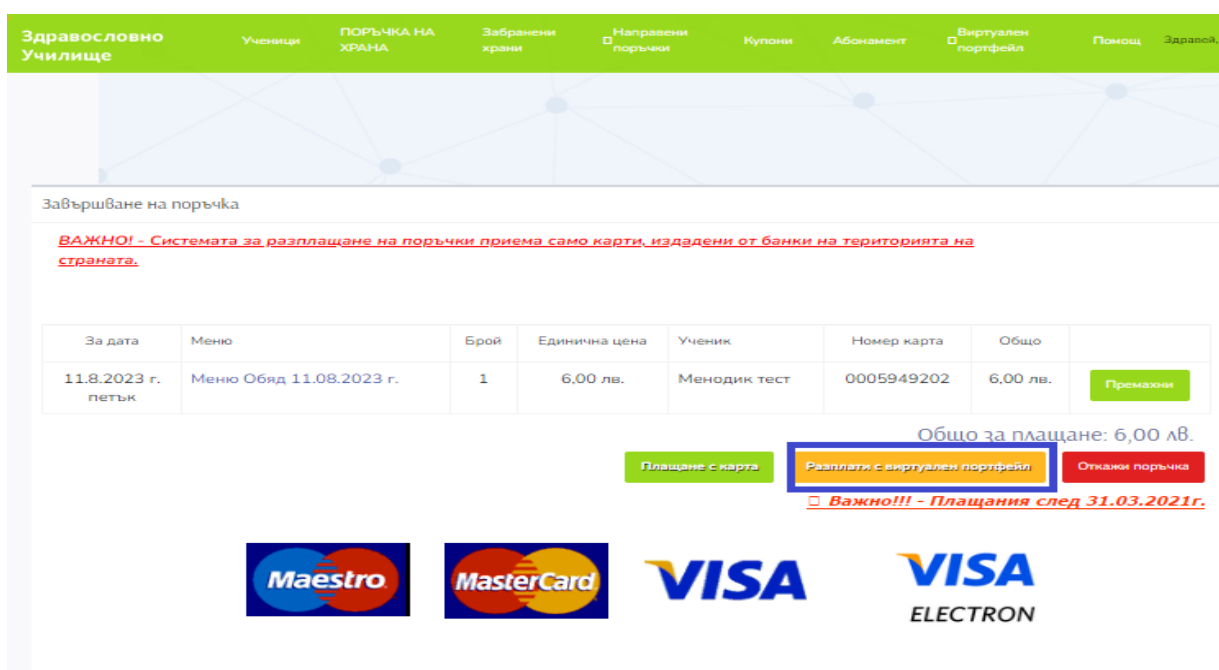 Здравословно Училище
Ученици
ПОРЪЧКА НА ХРАНА
Забранени храни
Направени поръчки
Купони
Абонамент
Виртуален портфейл
Помощ
Здравей,
Завършване на поръчка
ВАЖНО! - Системата за разплащане на поръчки приема само карти, издадени от банки на територията на
страната.
За дата Меню Брой Единична цена Ученик Номер карта Общо
11.8.2023 г. Меню Обяд 11.08.2023 г. 1 6,00 лв. Менодик тест 0005949202 6,00 лв. Премахни
петък
Общо за плащане: 6,00 лв.
Плащане с карта Разплати с виртуален портфейл Откажи поръчка
Важно!!! - Плащания след 31.03.2021г.
Maestro MasterCard VISA VISA
ELECTRON